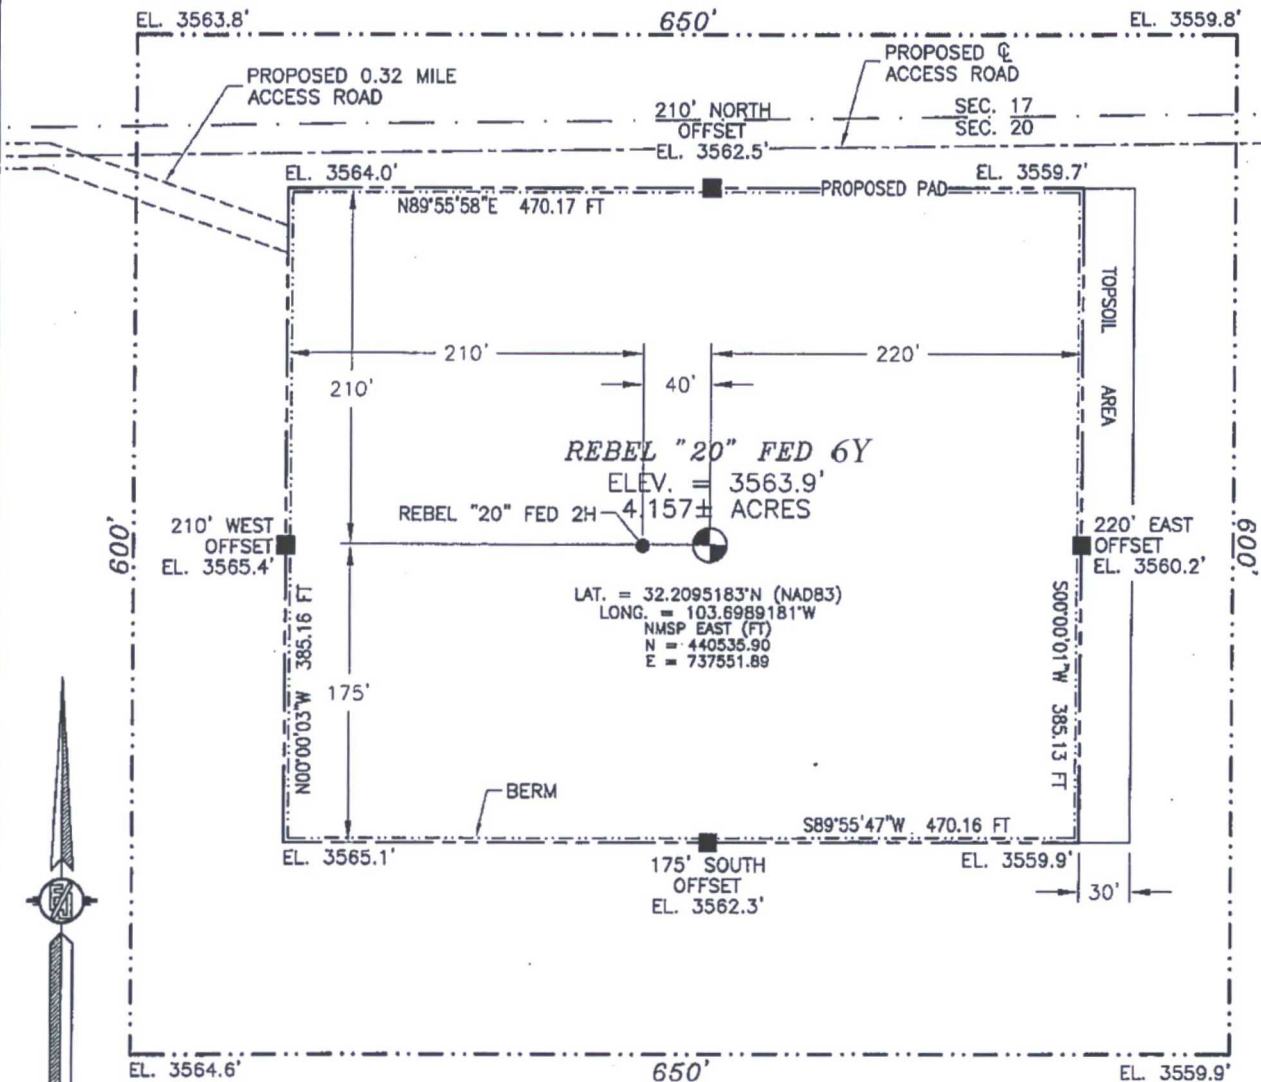 EL. 3563.8'
650'
EL. 3559.8'
PROPOSED 0.32 MILE
ACCESS ROAD
PROPOSED ℄
ACCESS ROAD
210' NORTH
OFFSET
EL. 3562.5'
SEC. 17
SEC. 20
EL. 3564.0'
EL. 3559.7'
PROPOSED PAD
N89°55'58"E 470.17 FT
TOPSOIL AREA
210'
220'
210'
40'
REBEL "20" FED 6Y
ELEV. = 3563.9'
4.157± ACRES
REBEL "20" FED 2H
210' WEST
OFFSET
EL. 3565.4'
220' EAST
OFFSET
EL. 3560.2'
600'
600'
LAT. = 32.2095183°N (NAD83)
LONG. = 103.6989181°W
NMSP EAST (FT)
N = 440535.90
E = 737551.89
N00°00'03"W 385.16 FT
S00°00'01"W 385.13 FT
175'
BERM
S89°55'47"W 470.16 FT
EL. 3565.1'
EL. 3559.9'
175' SOUTH
OFFSET
EL. 3562.3'
30'
EL. 3564.6'
650'
EL. 3559.9'